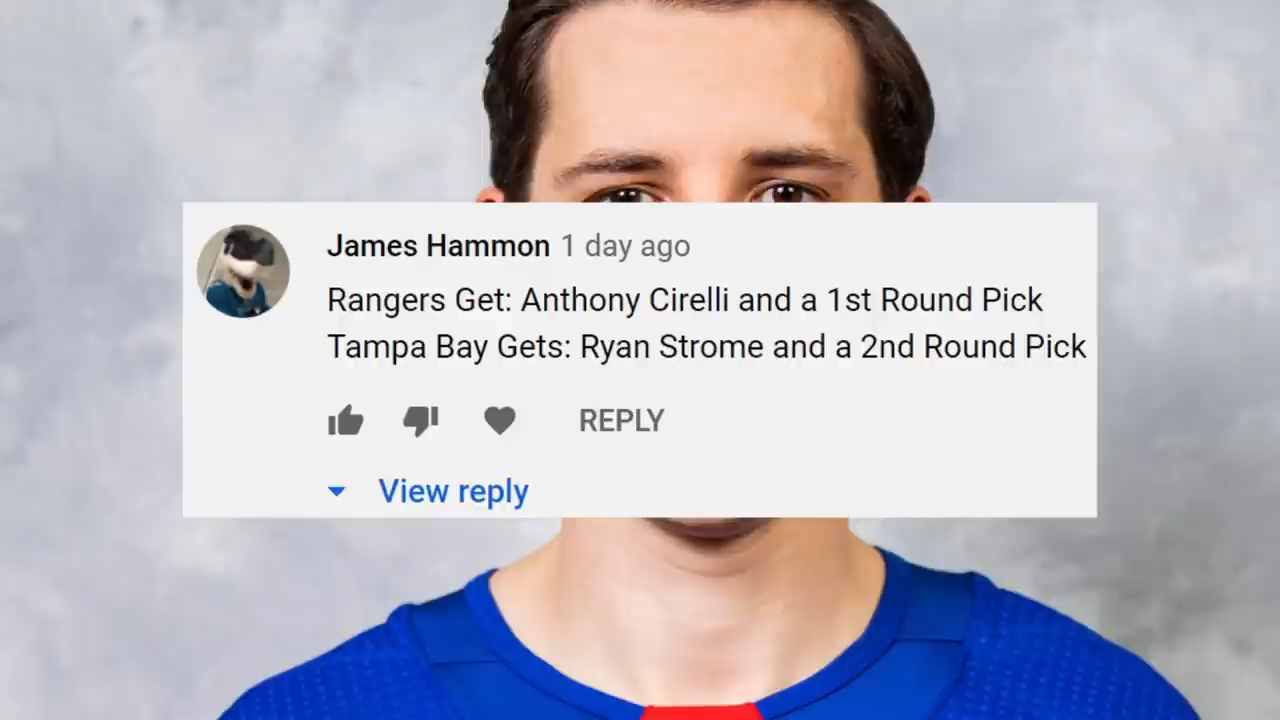 James Hammon 1 day ago
Rangers Get: Anthony Cirelli and a 1st Round Pick
Tampa Bay Gets: Ryan Strome and a 2nd Round Pick
REPLY
View reply